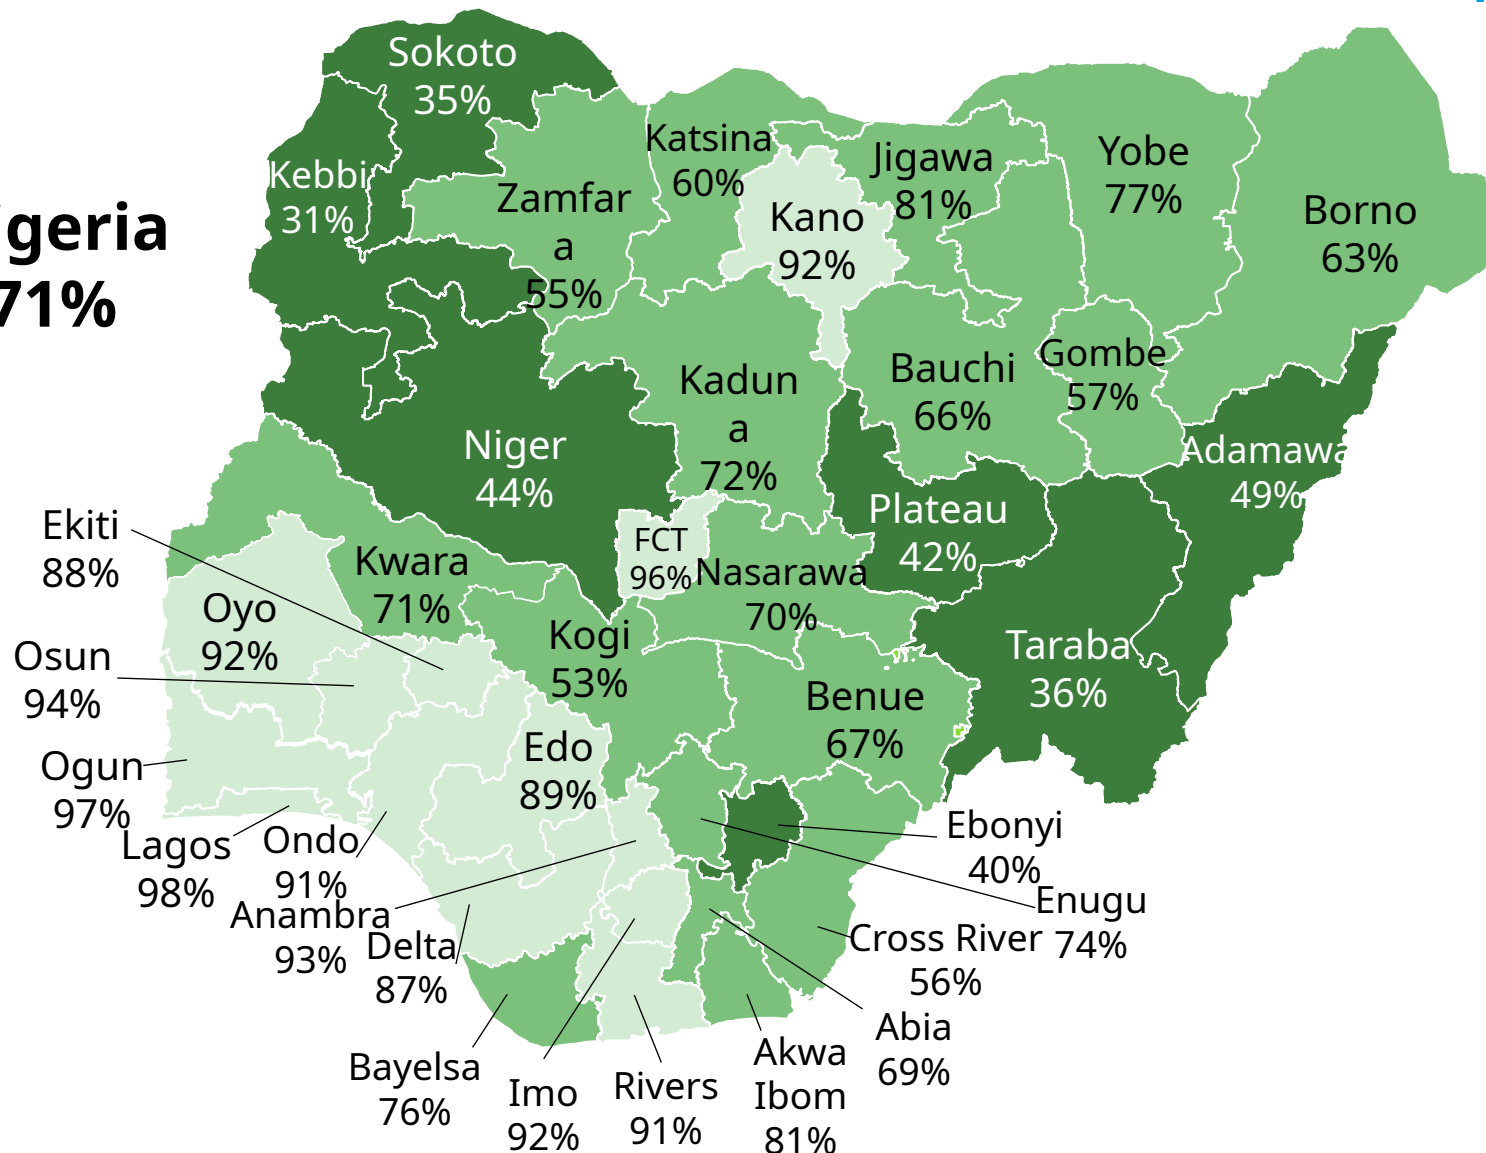 geria
71%
Sokoto
35%
Kebbi
31%
Zamfar
a
55%
Katsina
60%
Kano
92%
Jigawa
81%
Yobe
77%
Borno
63%
Kadun
a
72%
Bauchi
66%
Gombe
57%
Adamawa
49%
Niger
44%
Plateau
42%
FCT
96%
Nasarawa
70%
Taraba
36%
Kwara
71%
Kogi
53%
Benue
67%
Ekiti
88%
Oyo
92%
Osun
94%
Ogun
97%
Lagos
98%
Ondo
91%
Edo
89%
Anambra
93%
Delta
87%
Bayelsa
76%
Imo
92%
Rivers
91%
Akwa
Ibom
81%
Abia
69%
Cross River
56%
Enugu
74%
Ebonyi
40%